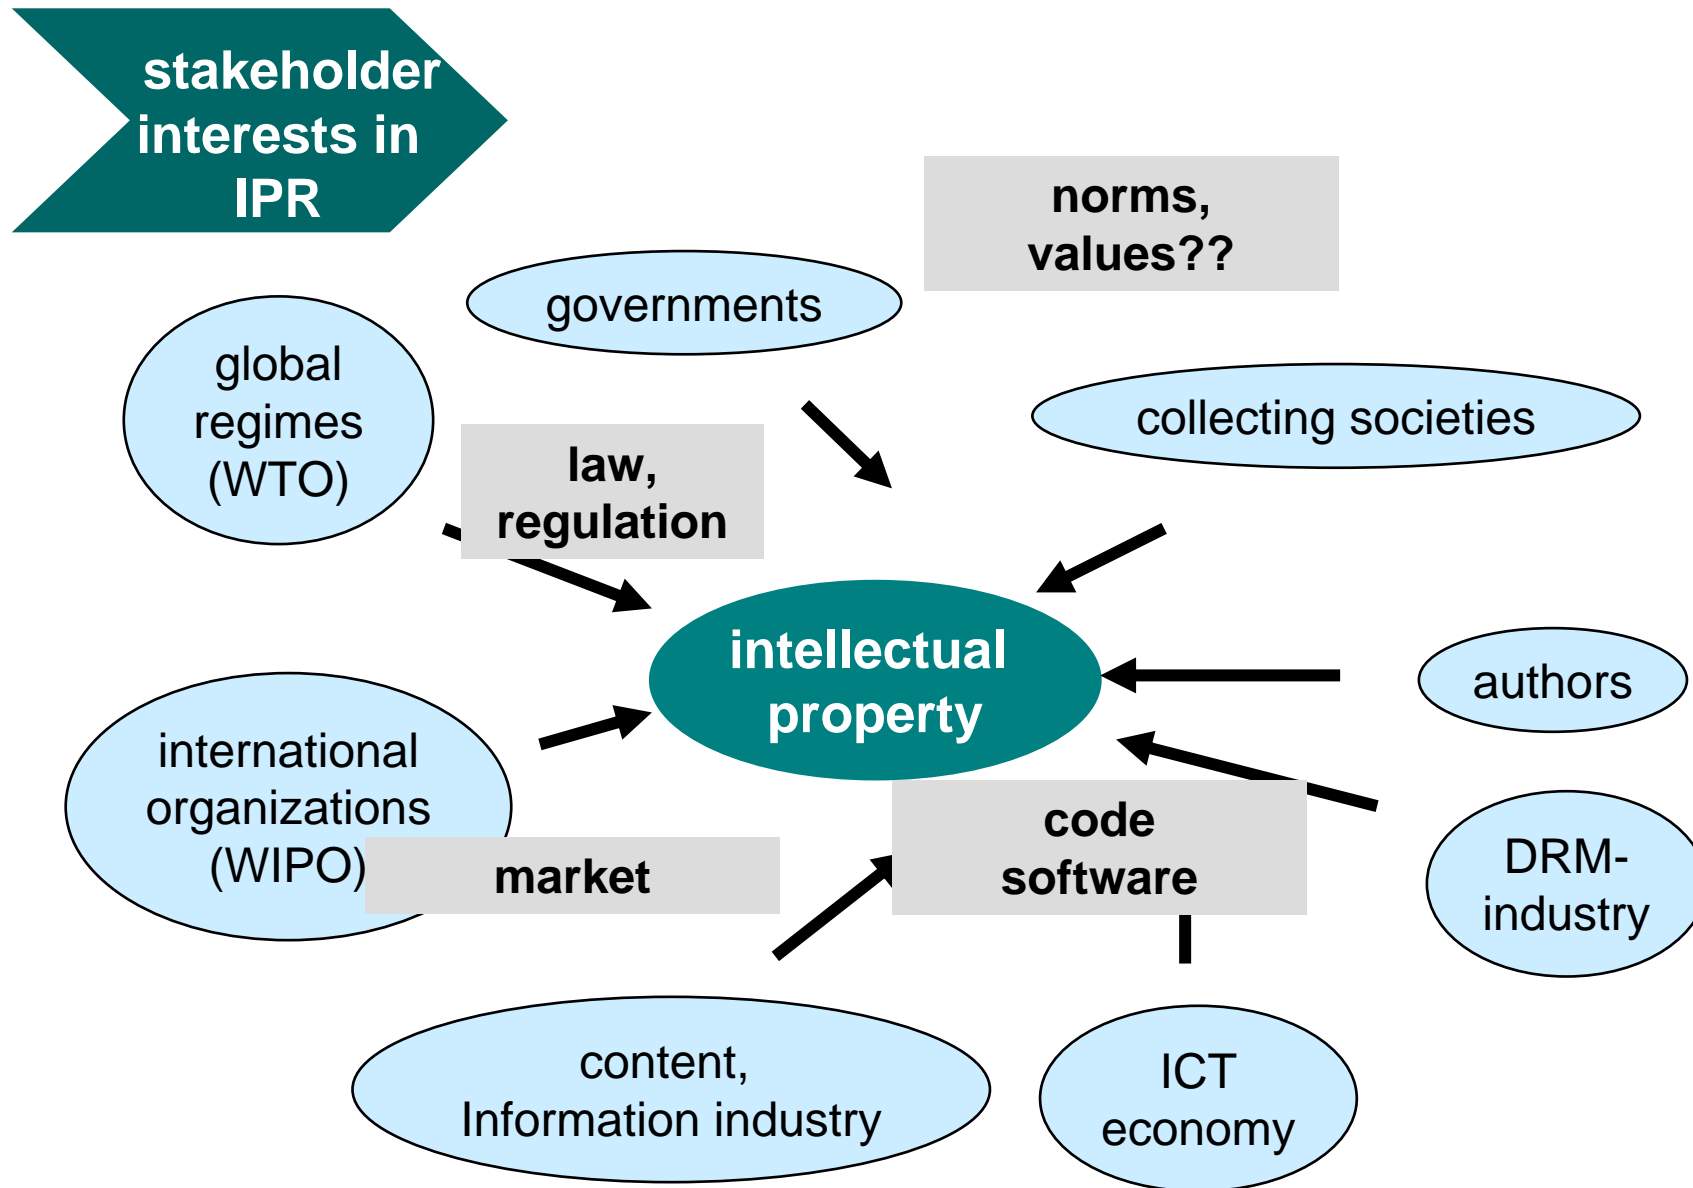 stakeholder
interests in
IPR
norms,
values??
governments
global
regimes
(WTO)
collecting societies
law,
regulation
intellectual
property
authors
international
organizations
(WIPO)
market
code
software
DRM-
industry
content,
Information industry
ICT
economy